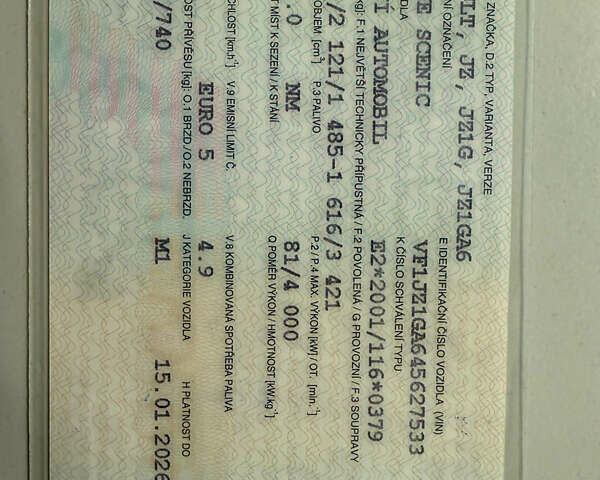 ZNAČKA, D.2 TYP, VARIANTA, VERZE
LT, JZ, JZ1G, JZ1GA6
NÍ OZNAČENÍ
E IDENTIFIKAČNÍ ČÍSLO VOZIDLA (VIN)
E SCENIC
VF1JZ1GA645627533
IDLA
K ČÍSLO SCHVÁLENÍ TYPU
Í AUTOMOBIL
E2*2001/116*0379
kg]: F.1 NEJVĚTŠÍ TECHNICKY PŘÍPUSTNÁ / F.2 POVOLENÁ / G PROVOZNÍ / F.3 SOUPRAVY
/2 121/1 485-1 616/3 421
OBJEM [cm³]
P.3 PALIVO
P.2 / P.4 MAX. VÝKON [kW] / OT. [min.⁻¹]
.0
NM
81/4 000
T MÍST K SEZENÍ / K STÁNÍ
Q POMĚR VÝKON / HMOTNOST [kW.kg⁻¹]
CHLOST [km.h⁻¹]
V.9 EMISNÍ LIMIT Č.
V.8 KOMBINOVANÁ SPOTŘEBA PALIVA
EURO 5
4.9
OST PŘÍVĚSU [kg]: O.1 BRZD./O.2 NEBRZD.
J KATEGORIE VOZIDLA
H PLATNOST DO
/740
M1
15.01.2026